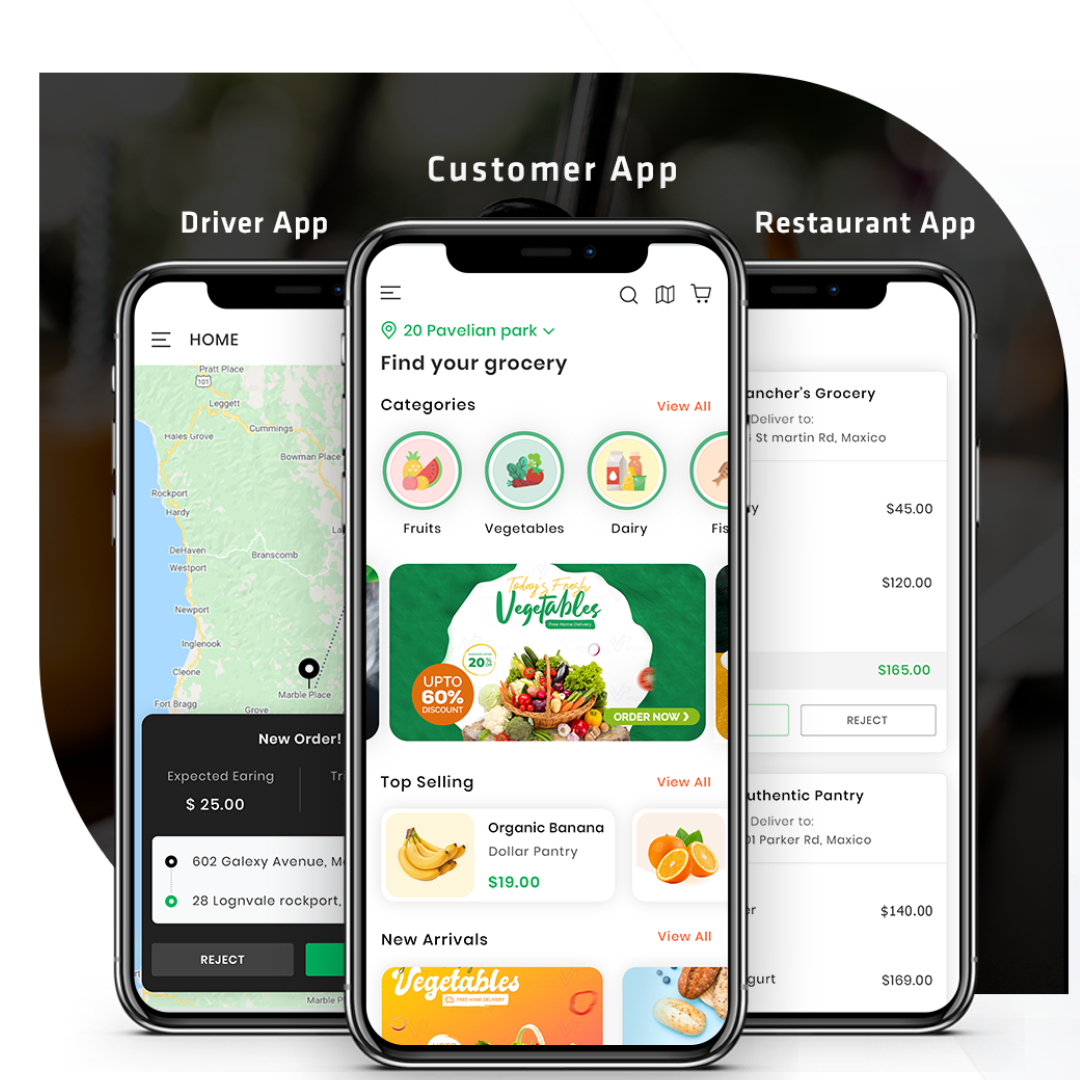 Customer App
Driver App
Restaurant App
HOME
Pratt Place
101
Leggett
Hales Grove
Cummings
Bowman Place
Rockport
Hardy
DeHaven
Branscomb
Westport
Newport
Inglenook
Cleone
Marble Place
Fort Bragg
Grove
New Order!
Expected Earing
$ 25.00
602 Galexy Avenue,
28 Lognvale rockport,
REJECT
Marble P
20 Pavelian park
Find your grocery
Categories
View All
Fruits
Vegetables
Dairy
Fis
Today's Fresh
Vegetables
Free Home Delivery
20%
UPTO
60%
DISCOUNT
ORDER NOW
Top Selling
View All
Organic Banana
Dollar Pantry
$19.00
New Arrivals
View All
Vegetables
FREE HOME DELIVERY
ancher's Grocery
Deliver to:
St martin Rd, Maxico
$45.00
$120.00
$165.00
REJECT
uthentic Pantry
Deliver to:
01 Parker Rd, Maxico
$140.00
gurt
$169.00